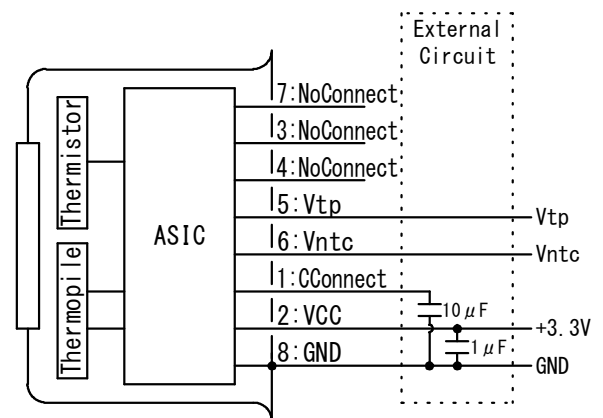 External
Circuit
7:NoConnect
3:NoConnect
4:NoConnect
5:Vtp
Vtp
6:Vntc
Vntc
1:CConnect
10μF
2:VCC
+3.3V
1μF
8:GND
GND
Thermistor
Thermopile
ASIC